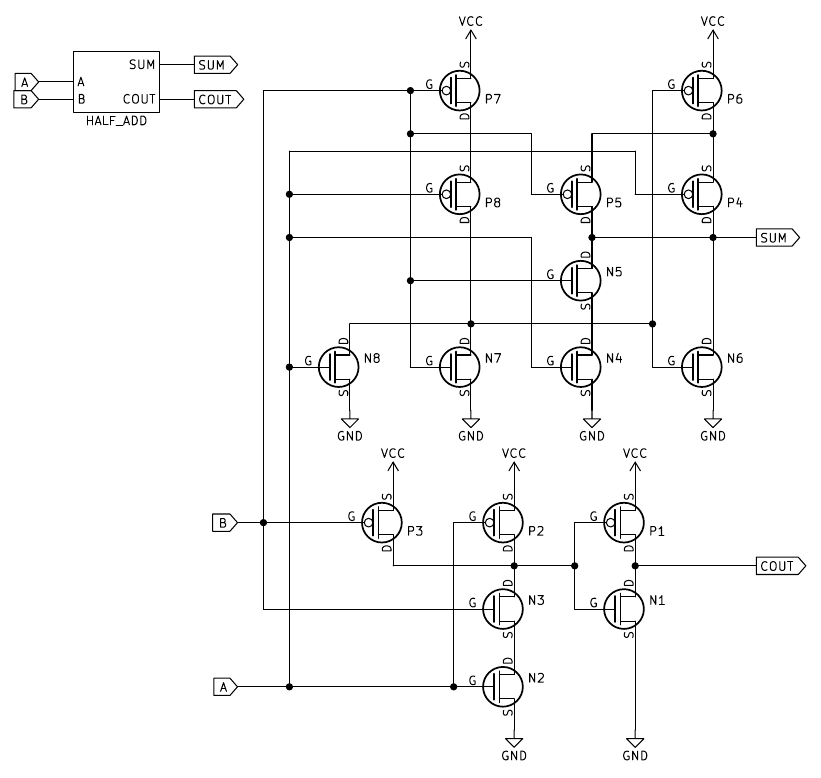 VCC VCC
SUM SUM
A A
B B COUT COUT
HALF_ADD
S S
G P7 G P6
D D
S S S
G P8 G P5 G P4
D D D
SUM
D
G N5
S
D D D D
G N8 G N7 G N4 G N6
S S S S
GND GND GND GND
VCC VCC VCC
S S S
B G P3 G P2 G P1
D D D
COUT
D D
G N3 G N1
S S
D
A G N2
S
GND GND